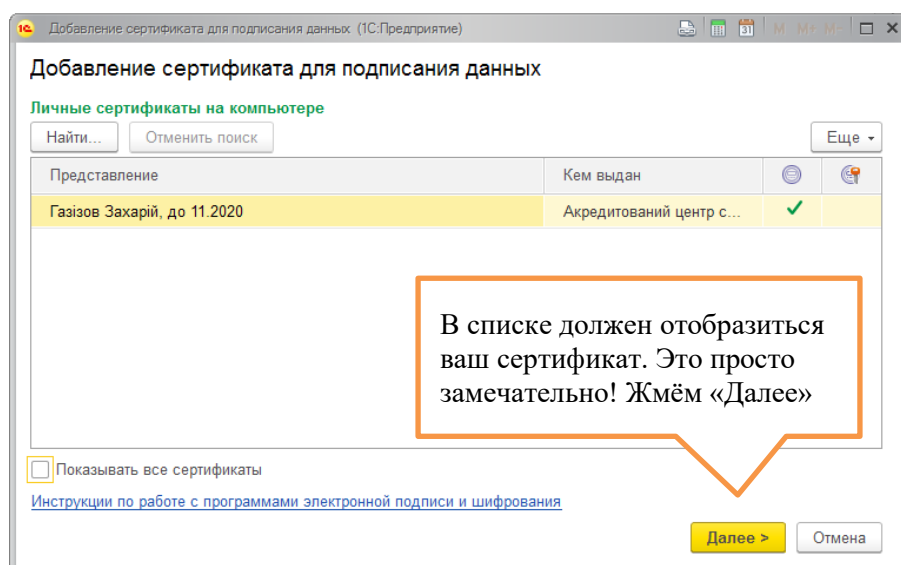 Добавление сертификата для подписания данных (1С:Предприятие)
31 M M+ M-
Добавление сертификата для подписания данных
Личные сертификаты на компьютере
Найти... Отменить поиск Еще
Представление Кем выдан
Газізов Захарій, до 11.2020 Акредитований центр с...
В списке должен отобразиться
ваш сертификат. Это просто
замечательно! Жмём «Далее»
Показывать все сертификаты
Инструкции по работе с программами электронной подписи и шифрования
Далее > Отмена